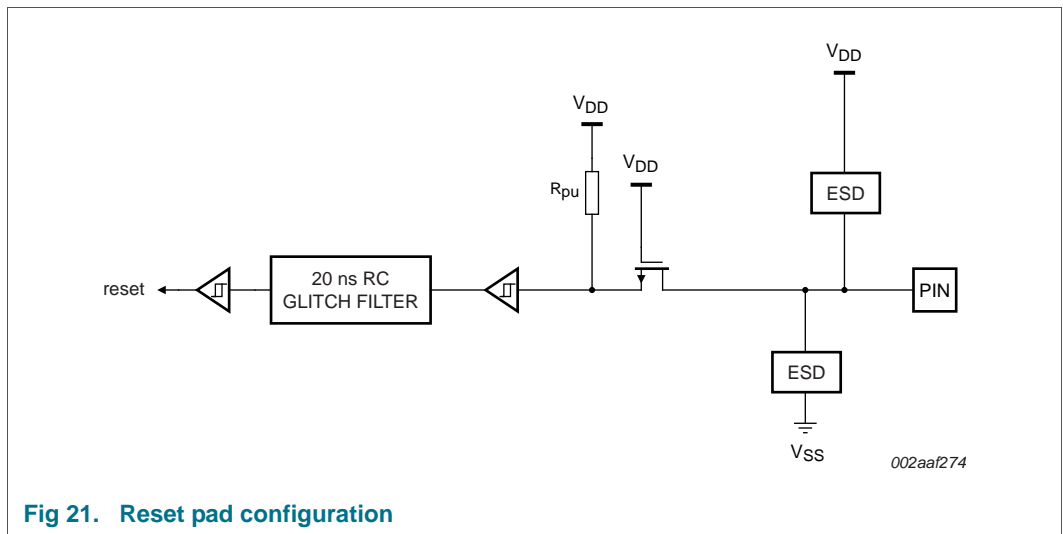 VDD
VDD
VDD
Rpu
ESD
reset
20 ns RC
GLITCH FILTER
PIN
ESD
VSS
002aaf274
Fig 21. Reset pad configuration